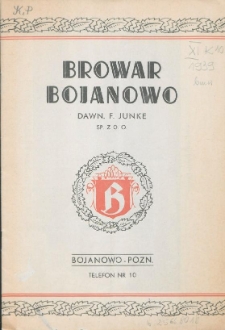 K.P
BROWAR
BOJANOWO
DAWN. F. JUNKE
SP. Z O. O.
B
BOJANOWO - POZN.
TELEFON NR 10